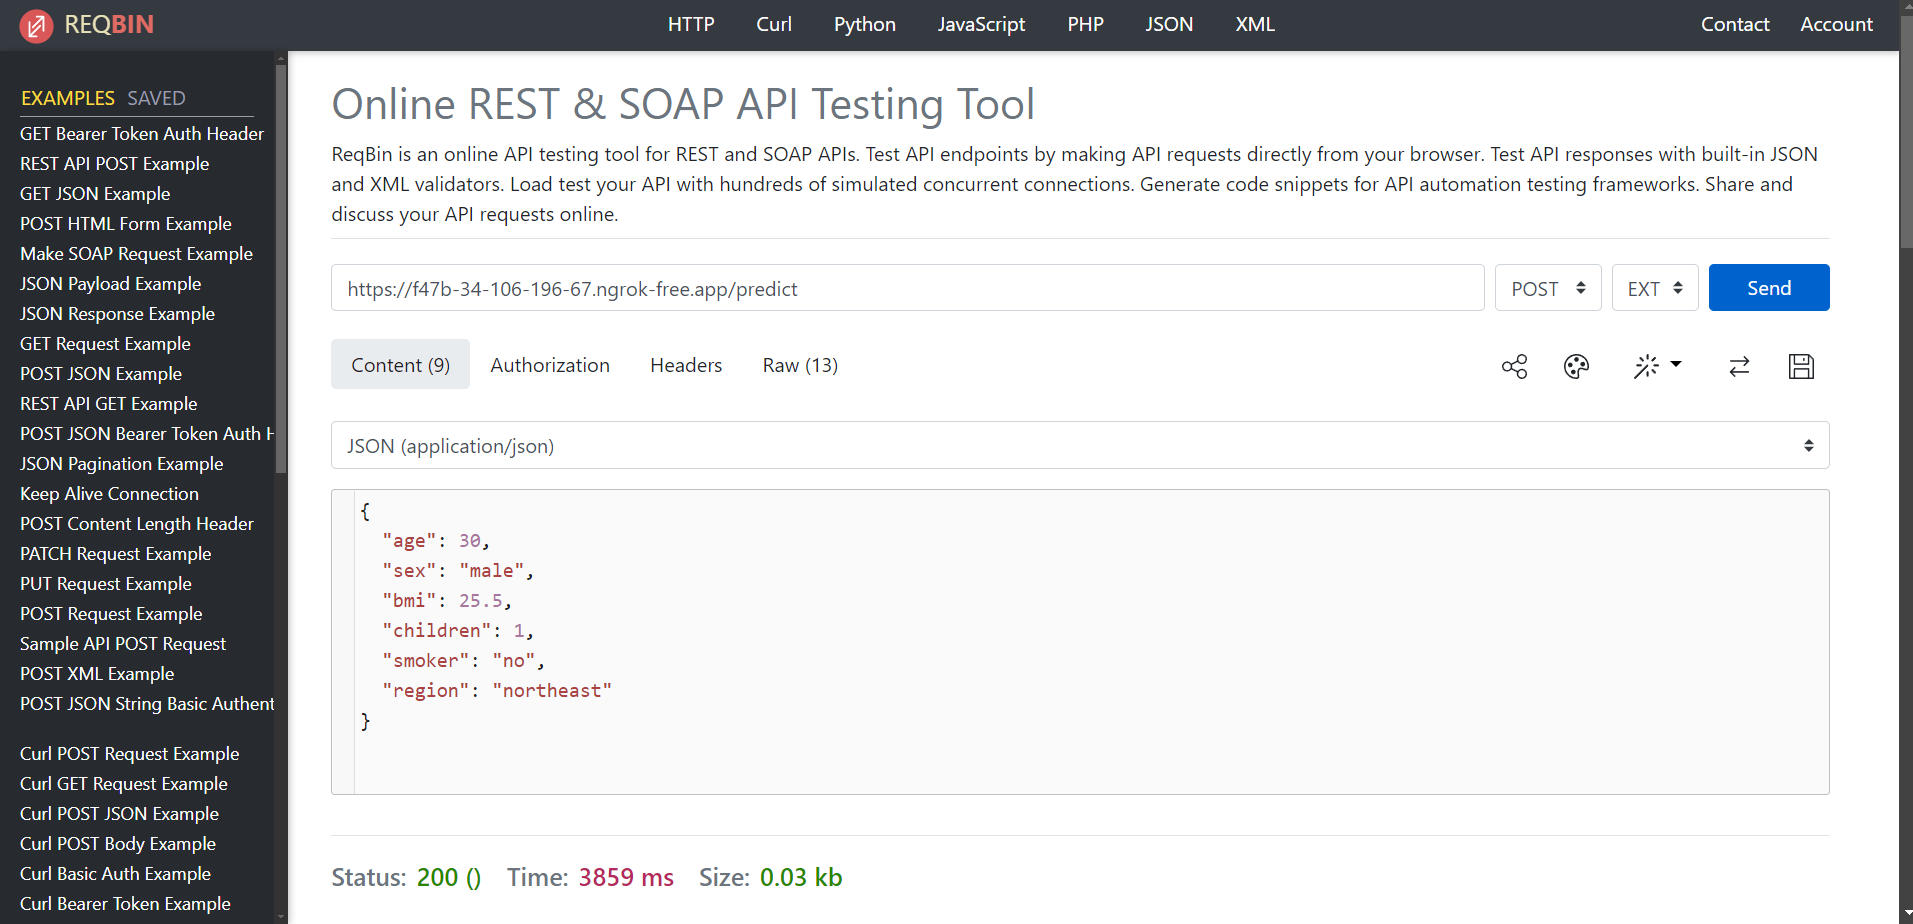 REQBIN
HTTP Curl Python JavaScript PHP JSON XML
Contact Account
EXAMPLES SAVED
GET Bearer Token Auth Header
REST API POST Example
GET JSON Example
POST HTML Form Example
Make SOAP Request Example
JSON Payload Example
JSON Response Example
GET Request Example
POST JSON Example
REST API GET Example
POST JSON Bearer Token Auth H
JSON Pagination Example
Keep Alive Connection
POST Content Length Header
PATCH Request Example
PUT Request Example
POST Request Example
Sample API POST Request
POST XML Example
POST JSON String Basic Authent
Curl POST Request Example
Curl GET Request Example
Curl POST JSON Example
Curl POST Body Example
Curl Basic Auth Example
Curl Bearer Token Example
Online REST & SOAP API Testing Tool
ReqBin is an online API testing tool for REST and SOAP APIs. Test API endpoints by making API requests directly from your browser. Test API responses with built-in JSON
and XML validators. Load test your API with hundreds of simulated concurrent connections. Generate code snippets for API automation testing frameworks. Share and
discuss your API requests online.
https://f47b-34-106-196-67.ngrok-free.app/predict
POST
EXT
Send
Content (9) Authorization Headers Raw (13)
JSON (application/json)
{
"age": 30,
"sex": "male",
"bmi": 25.5,
"children": 1,
"smoker": "no",
"region": "northeast"
}
Status: 200 () Time: 3859 ms Size: 0.03 kb